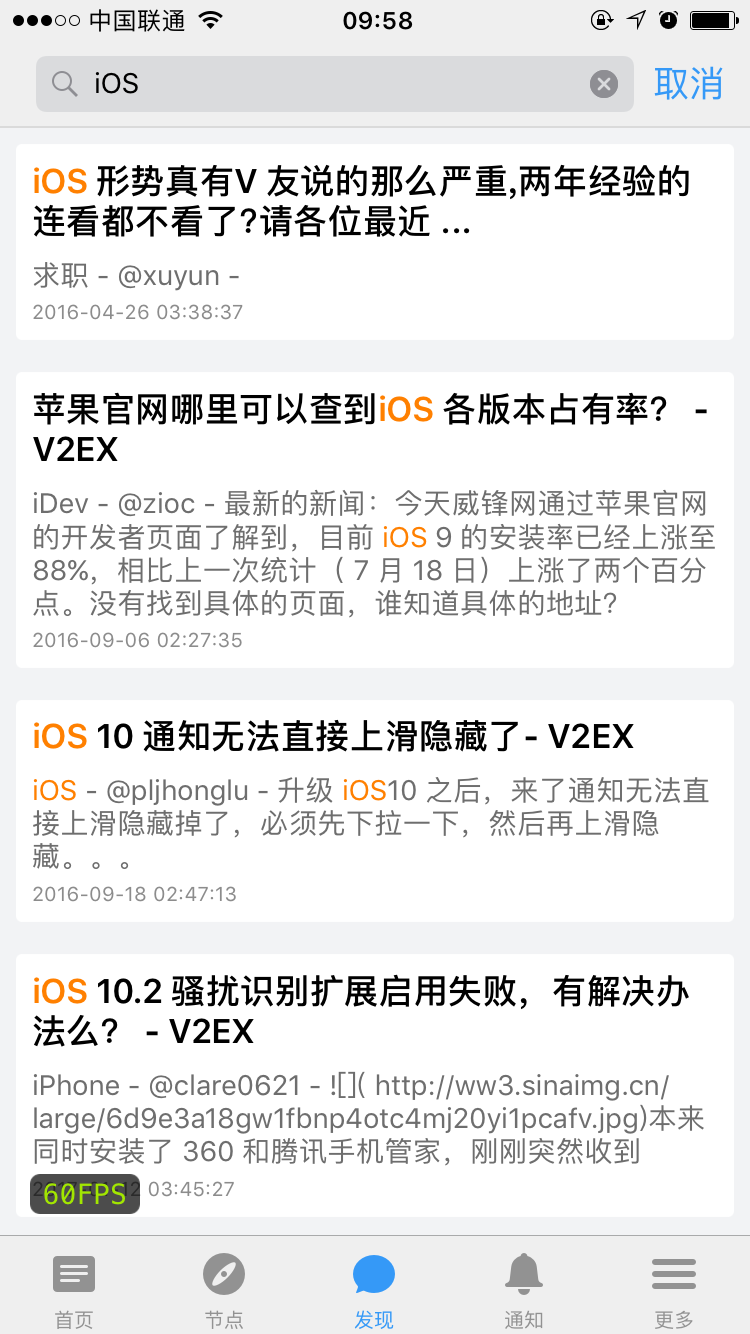 中国联通 09:58
iOS 取消
iOS 形势真有V 友说的那么严重,两年经验的
连看都不看了?请各位最近 ...
求职 - @xuyun -
2016-04-26 03:38:37
苹果官网哪里可以查到iOS 各版本占有率？ -
V2EX
iDev - @zioc - 最新的新闻：今天威锋网通过苹果官网
的开发者页面了解到，目前 iOS 9 的安装率已经上涨至
88%，相比上一次统计（ 7 月 18 日）上涨了两个百分
点。没有找到具体的页面，谁知道具体的地址?
2016-09-06 02:27:35
iOS 10 通知无法直接上滑隐藏了- V2EX
iOS - @pljhonglu - 升级 iOS10 之后，来了通知无法直
接上滑隐藏掉了，必须先下拉一下，然后再上滑隐
藏。。。
2016-09-18 02:47:13
iOS 10.2 骚扰识别扩展启用失败，有解决办
法么？ - V2EX
iPhone - @clare0621 - ![]( http://ww3.sinaimg.cn/
large/6d9e3a18gw1fbnp4otc4mj20yi1pcafv.jpg)本来
同时安装了 360 和腾讯手机管家，刚刚突然收到
60FPS 03:45:27
首页 节点 发现 通知 更多